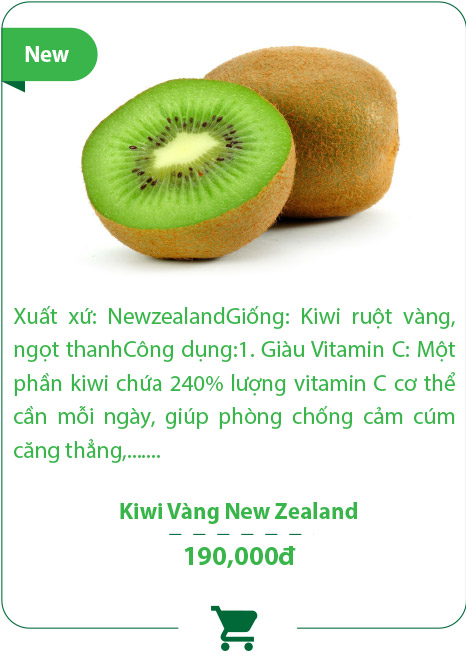 New
Xuất xứ: NewzealandGiống: Kiwi ruột vàng,
ngọt thanhCông dụng:1. Giàu Vitamin C: Một
phần kiwi chứa 240% lượng vitamin C cơ thể
cần mỗi ngày, giúp phòng chống cảm cúm
căng thẳng,.......
Kiwi Vàng New Zealand
190,000đ